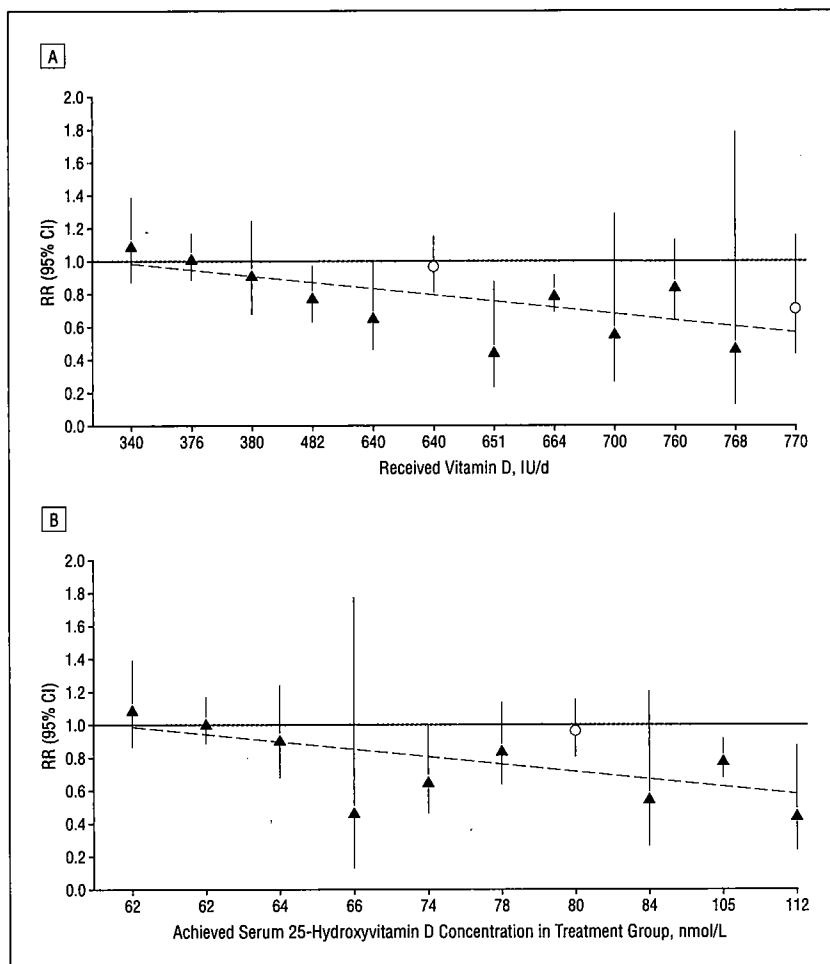 A
2.0
1.8
1.6
1.4
1.2
1.0
0.8
0.6
0.4
0.2
0.0
RR (95% CI)
340 376 380 482 640 640 651 664 700 760 768 770
Received Vitamin D, IU/d
B
2.0
1.8
1.6
1.4
1.2
1.0
0.8
0.6
0.4
0.2
0.0
RR (95% CI)
62 62 64 66 74 78 80 84 105 112
Achieved Serum 25-Hydroxyvitamin D Concentration in Treatment Group, nmol/L